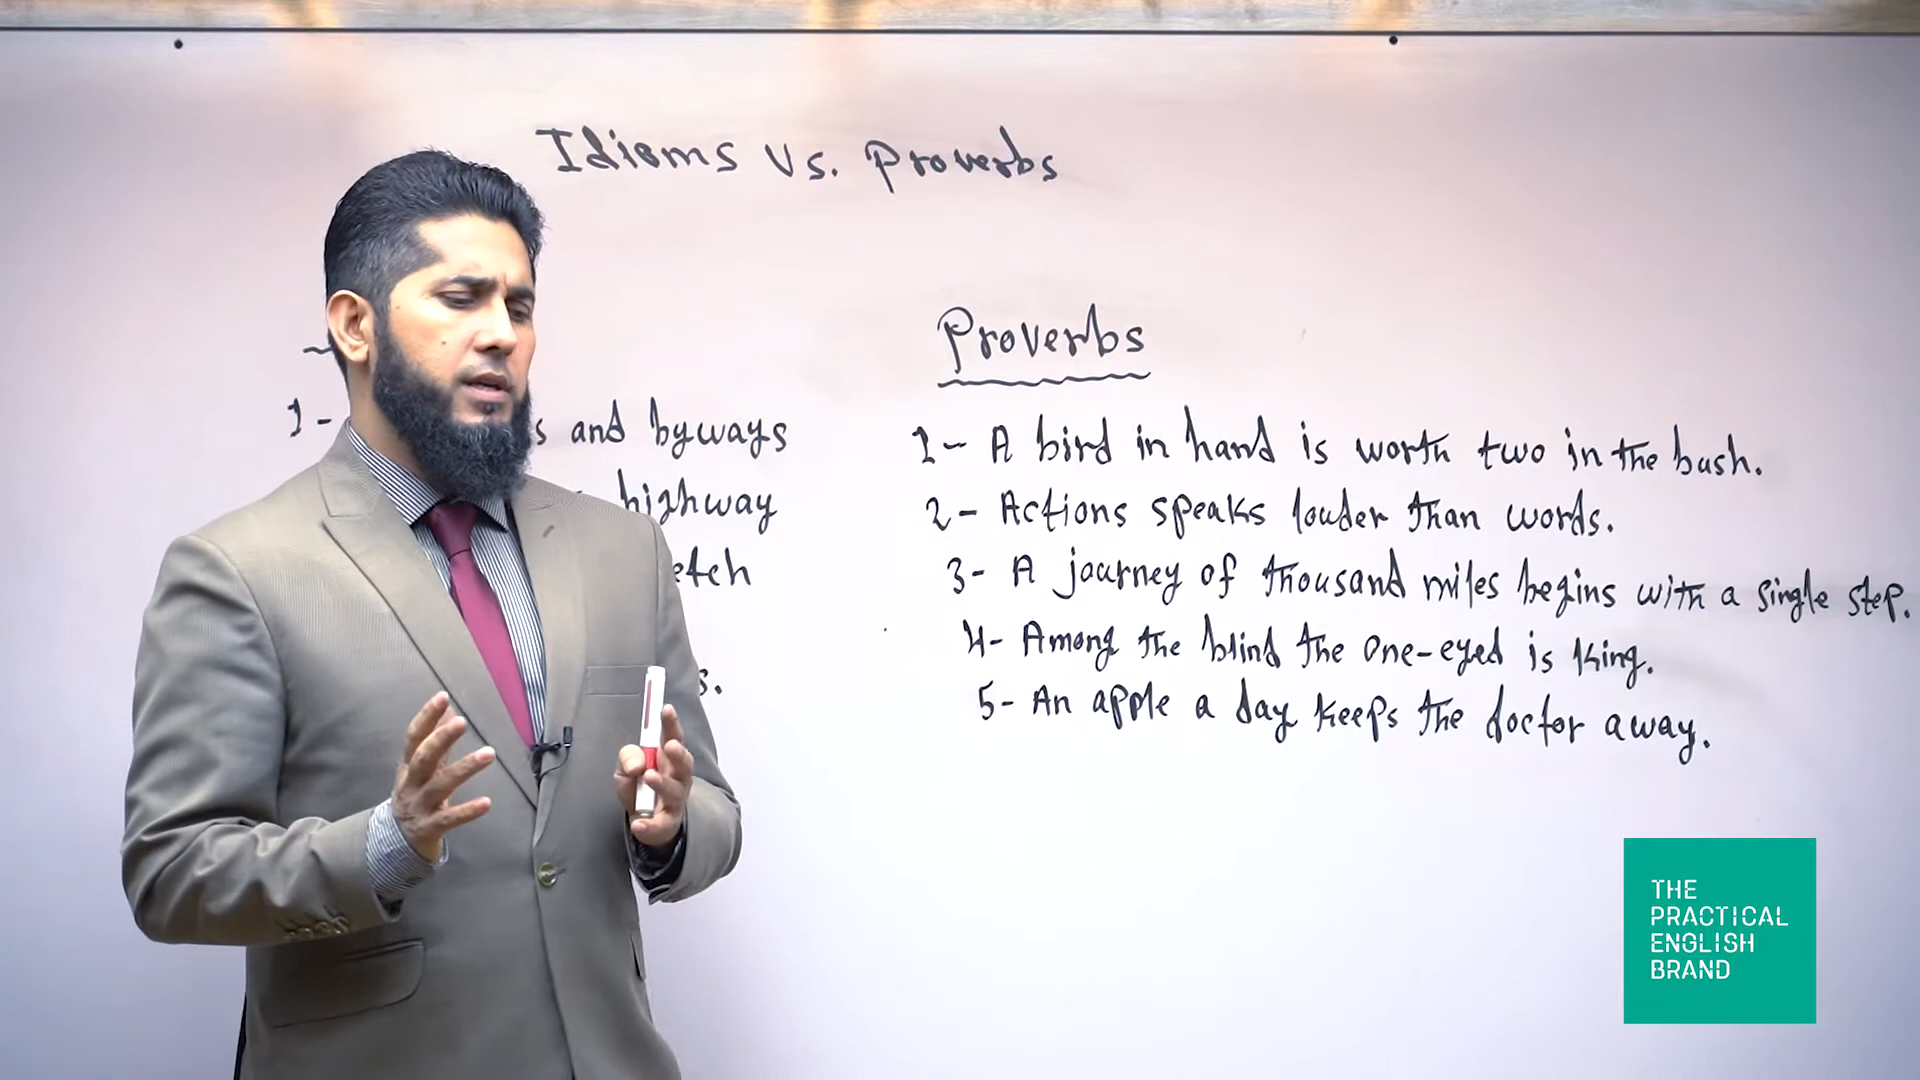 Idioms vs. Proverbs
1-
s and byways
highway
etch
s.
Proverbs
1- A bird in hand is worth two in the bush.
2- Actions speaks louder than words.
3- A journey of thousand miles begins with a single step.
4- Among the blind the one-eyed is king.
5- An apple a day keeps the doctor away.
THE
PRACTICAL
ENGLISH
BRAND